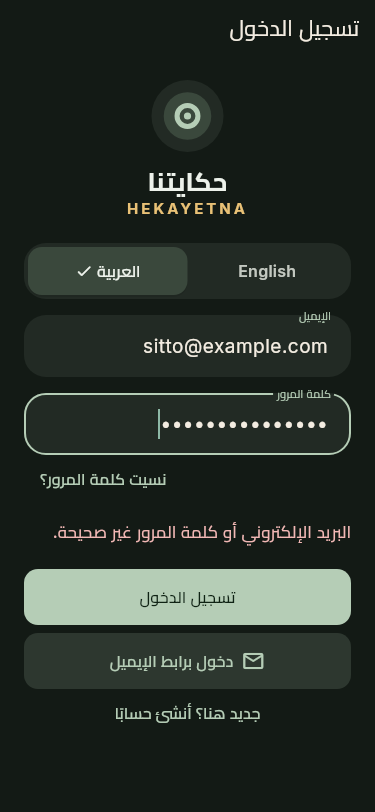 تسجيل الدخول
حكايتنا
HEKAYETNA
العربية
English
الإيميل
sitto@example.com
كلمة المرور
•••••••••••••••
نسيت كلمة المرور؟
البريد الإلكتروني أو كلمة المرور غير صحيحة.
تسجيل الدخول
دخول برابط الإيميل
جديد هنا؟ أنشئ حسابًا